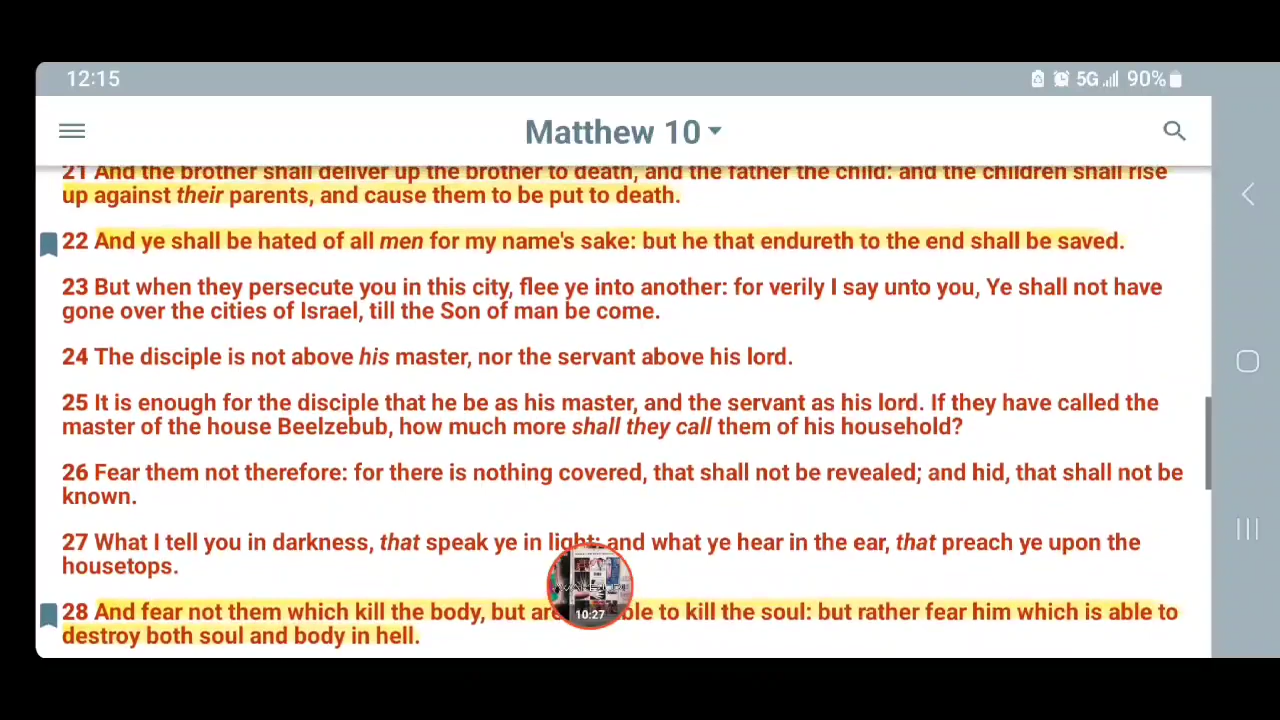 12:15
5G 90%
Matthew 10
21 And the brother shall deliver up the brother to death, and the father the child: and the children shall rise
up against their parents, and cause them to be put to death.
22 And ye shall be hated of all men for my name's sake: but he that endureth to the end shall be saved.
23 But when they persecute you in this city, flee ye into another: for verily I say unto you, Ye shall not have
gone over the cities of Israel, till the Son of man be come.
24 The disciple is not above his master, nor the servant above his lord.
25 It is enough for the disciple that he be as his master, and the servant as his lord. If they have called the
master of the house Beelzebub, how much more shall they call them of his household?
26 Fear them not therefore: for there is nothing covered, that shall not be revealed; and hid, that shall not be
known.
27 What I tell you in darkness, that speak ye in light: and what ye hear in the ear, that preach ye upon the
housetops.
28 And fear not them which kill the body, but are to kill the soul: but rather fear him which is able to
destroy both soul and body in hell.
10:27